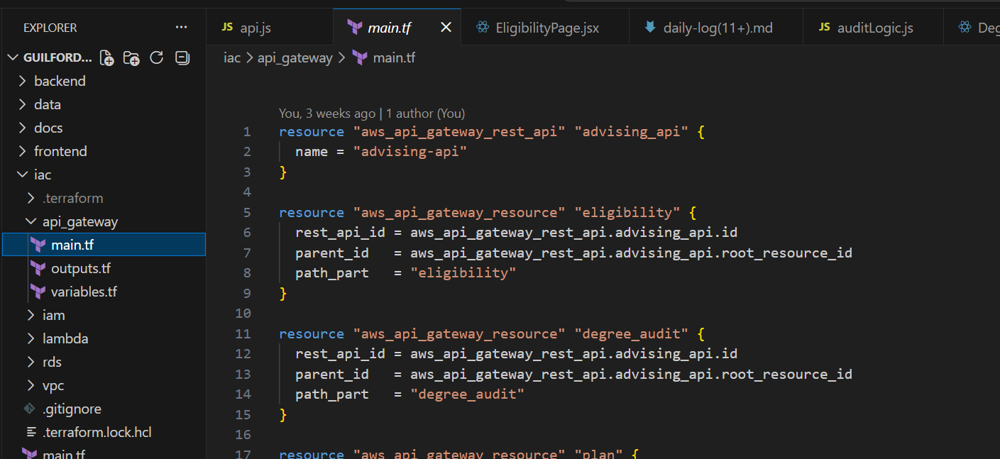 EXPLORER
GUILFORD...
backend
data
docs
frontend
iac
.terraform
api_gateway
main.tf
outputs.tf
variables.tf
iam
lambda
rds
vpc
.gitignore
.terraform.lock.hcl
main.tf
JS api.js
main.tf
EligibilityPage.jsx
daily-log(11+).md
JS auditLogic.js
Deg
iac > api_gateway > main.tf
You, 3 weeks ago | 1 author (You)
1 resource "aws_api_gateway_rest_api" "advising_api" {
2 name = "advising-api"
3 }
4
5 resource "aws_api_gateway_resource" "eligibility" {
6 rest_api_id = aws_api_gateway_rest_api.advising_api.id
7 parent_id = aws_api_gateway_rest_api.advising_api.root_resource_id
8 path_part = "eligibility"
9 }
10
11 resource "aws_api_gateway_resource" "degree_audit" {
12 rest_api_id = aws_api_gateway_rest_api.advising_api.id
13 parent_id = aws_api_gateway_rest_api.advising_api.root_resource_id
14 path_part = "degree_audit"
15 }
16
17 resource "aws_api_gateway_resource" "plan" {